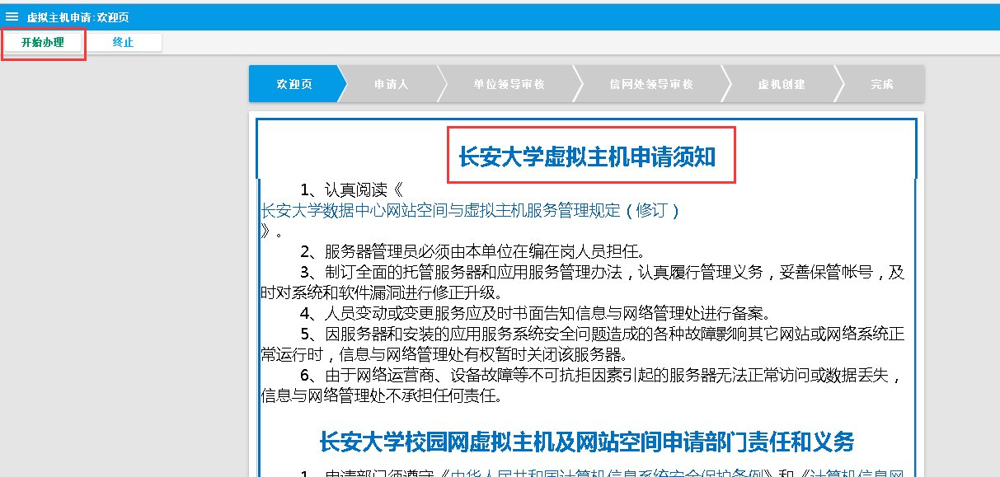 虚拟主机申请:欢迎页
开始办理 终止
欢迎页 申请人 单位领导审核 信网处领导审核 虚机创建 完成
长安大学虚拟主机申请须知
1、认真阅读《
长安大学数据中心网站空间与虚拟主机服务管理规定（修订）
》。
2、服务器管理员必须由本单位在编在岗人员担任。
3、制订全面的托管服务器和应用服务管理办法，认真履行管理义务，妥善保管帐号，及
时对系统和软件漏洞进行修正升级。
4、人员变动或变更服务应及时书面告知信息与网络管理处进行备案。
5、因服务器和安装的应用服务系统安全问题造成的各种故障影响其它网站或网络系统正
常运行时，信息与网络管理处有权暂时关闭该服务器。
6、由于网络运营商、设备故障等不可抗拒因素引起的服务器无法正常访问或数据丢失，
信息与网络管理处不承担任何责任。
长安大学校园网虚拟主机及网站空间申请部门责任和义务
1、申请部门须遵守《中华人民共和国计算机信息系统安全保护条例》和《计算机信息网